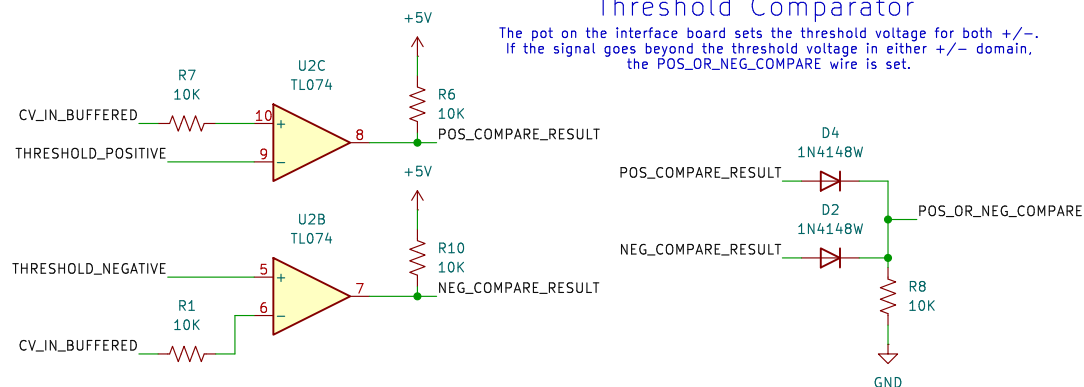 Threshold Comparator
The pot on the interface board sets the threshold voltage for both +/-.
If the signal goes beyond the threshold voltage in either +/- domain,
the POS_OR_NEG_COMPARE wire is set.
+5V
U2C
TL074
R7
10K
R6
10K
CV_IN_BUFFERED
10
+
8
POS_COMPARE_RESULT
THRESHOLD_POSITIVE
9
-
+5V
U2B
TL074
R10
10K
THRESHOLD_NEGATIVE
5
+
7
NEG_COMPARE_RESULT
R1
10K
6
-
CV_IN_BUFFERED
D4
1N4148W
POS_COMPARE_RESULT
D2
1N4148W
POS_OR_NEG_COMPARE
NEG_COMPARE_RESULT
R8
10K
GND